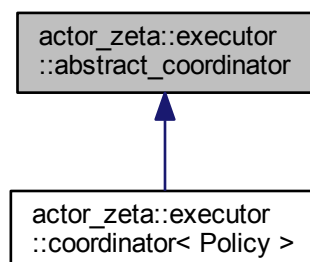 actor_zeta::executor
::abstract_coordinator
actor_zeta::executor
::coordinator< Policy >